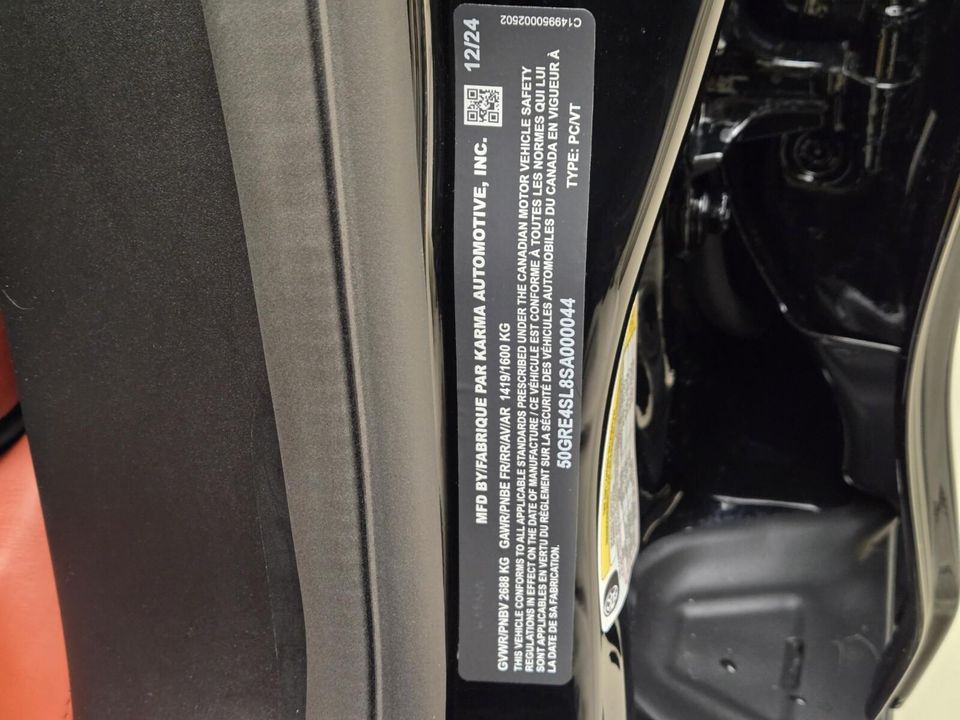 MFD BY/FABRIQUE PAR KARMA AUTOMOTIVE, INC. 12/24
GVWR/PNBV 2688 KG GAWR/PNBE FR/RR/AV/AR 1419/1600 KG C149950002502
THIS VEHICLE CONFORMS TO ALL APPLICABLE STANDARDS PRESCRIBED UNDER THE CANADIAN MOTOR VEHICLE SAFETY
REGULATIONS IN EFFECT ON THE DATE OF MANUFACTURE / CE VÉHICULE EST CONFORME À TOUTES LES NORMES QUI LUI
SONT APPLICABLES EN VERTU DU RÈGLEMENT SUR LA SÉCURITÉ DES VÉHICULES AUTOMOBILES DU CANADA EN VIGUEUR À
LA DATE DE SA FABRICATION.
50GRE4SL8SA000044 TYPE: PC/VT